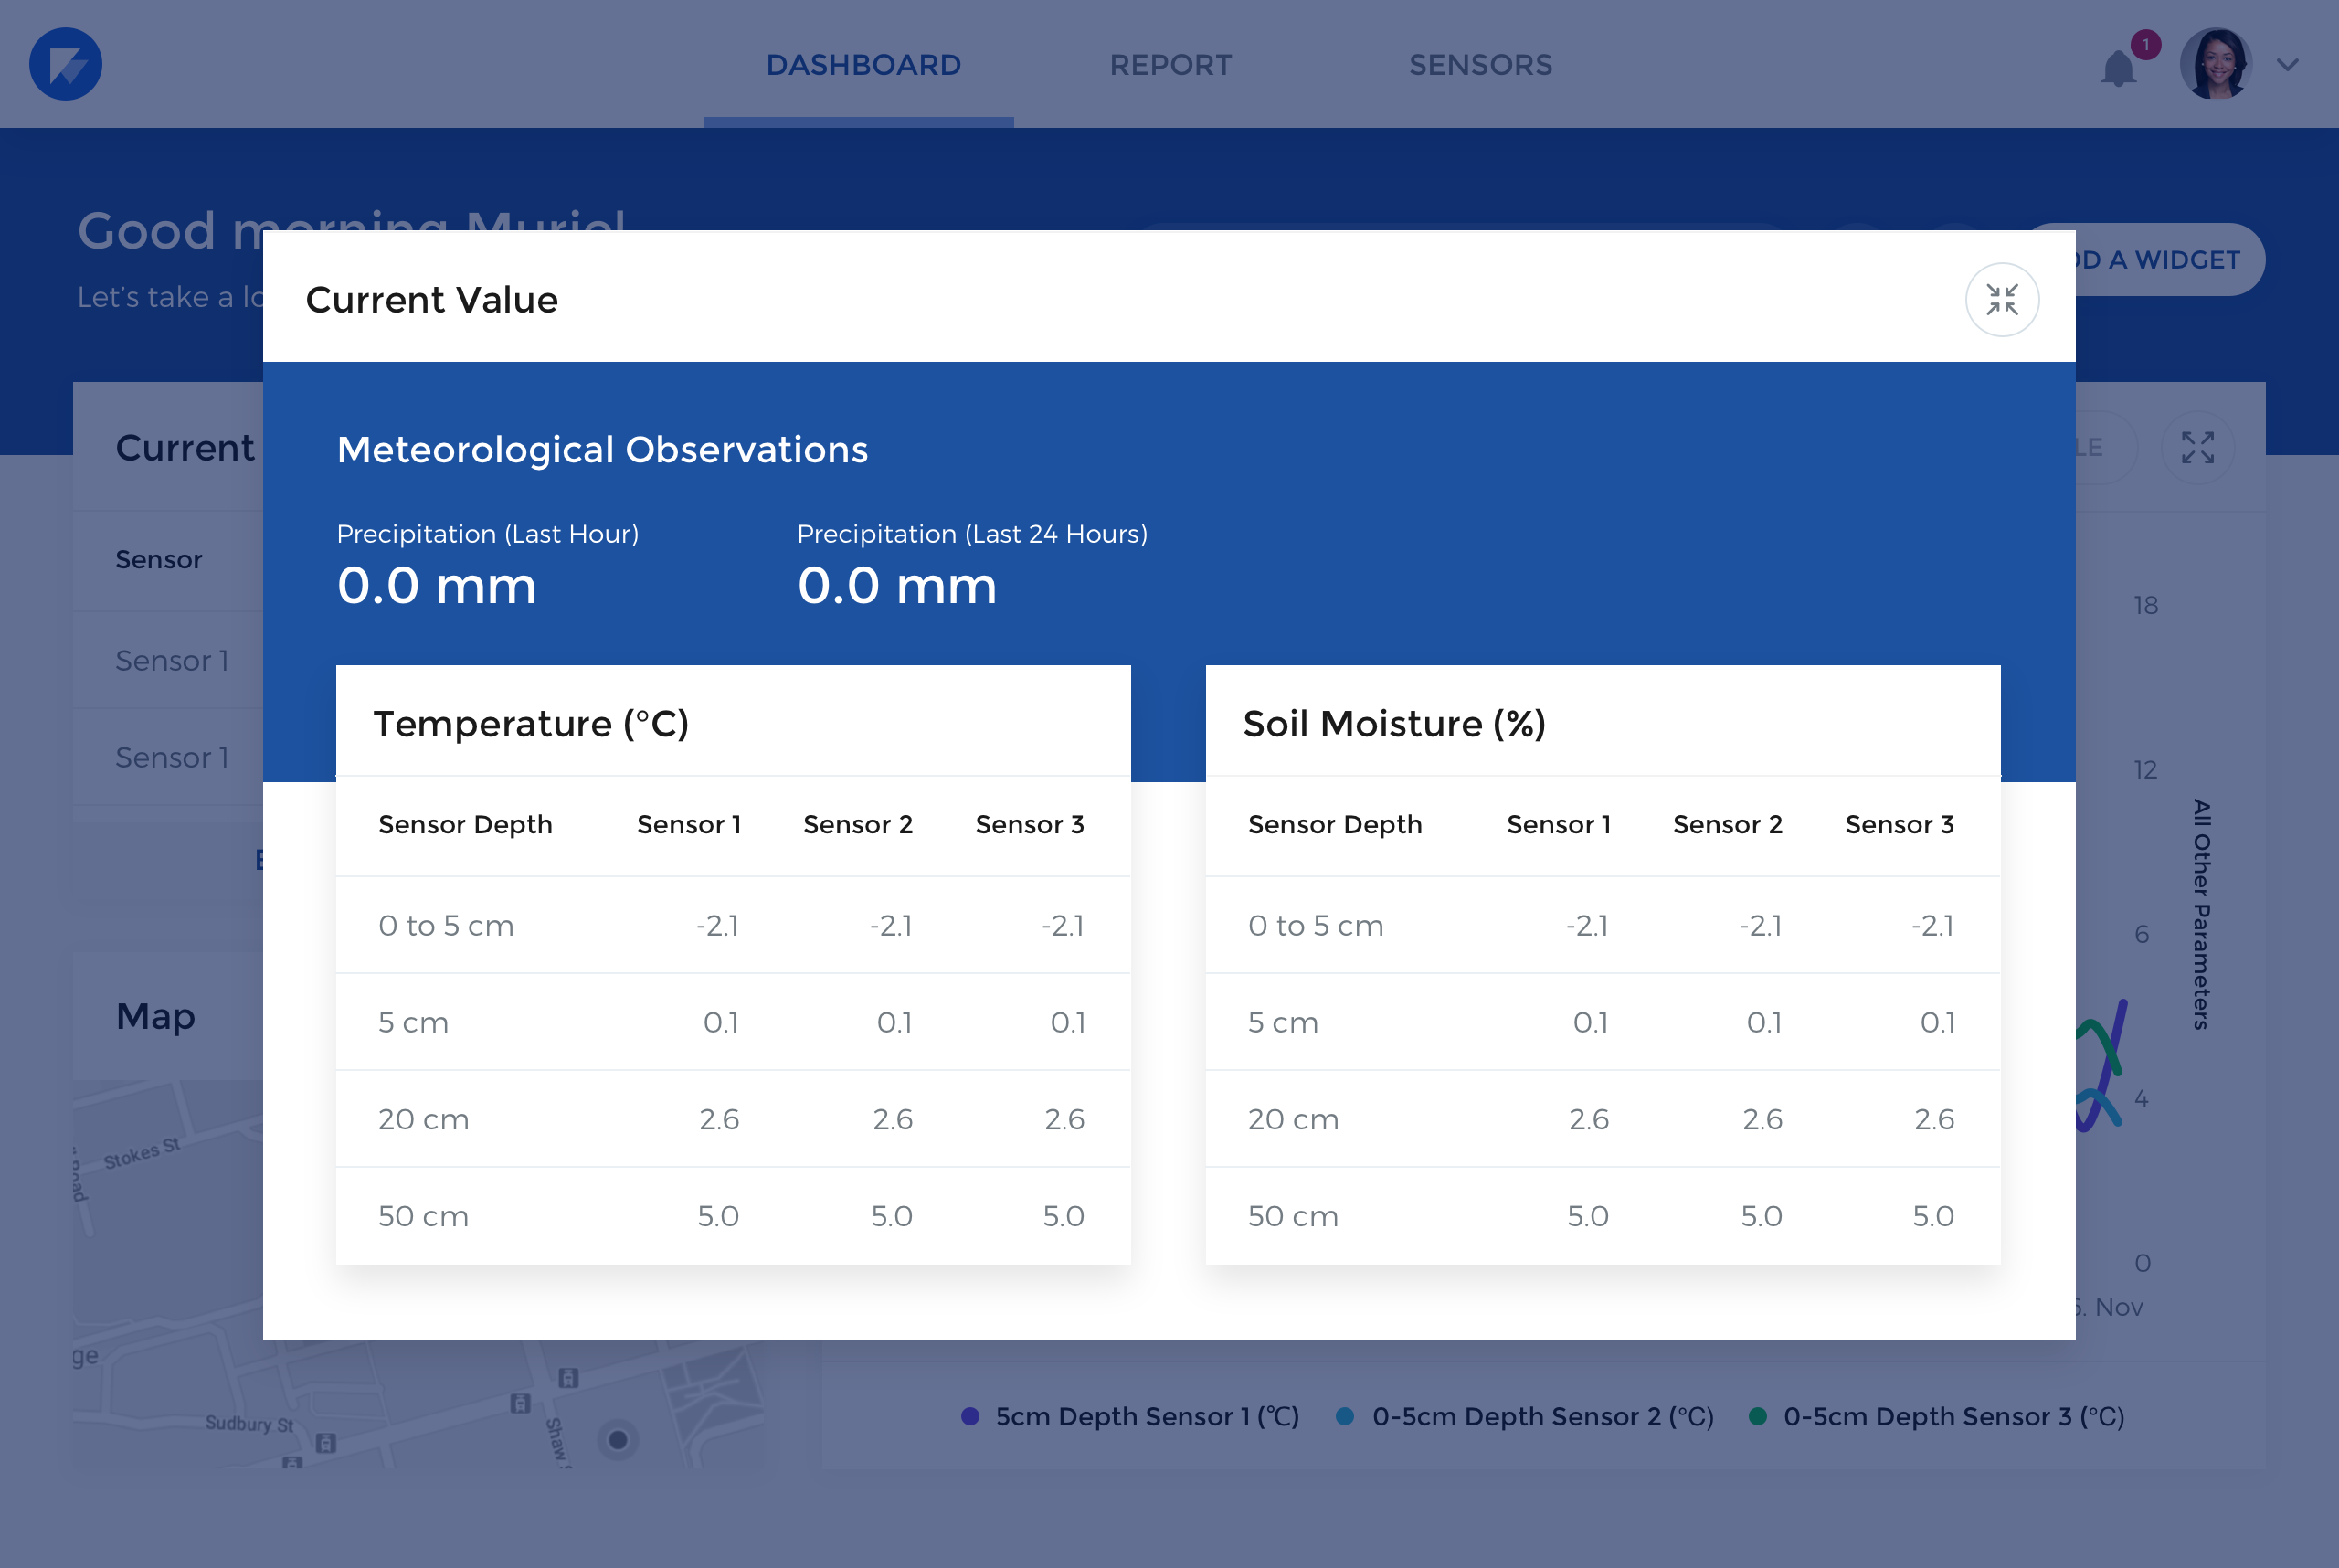 DASHBOARD REPORT SENSORS 1
Good morning Muriel
Let's take a lo
DD A WIDGET
Current Value
Meteorological Observations
Precipitation (Last Hour) Precipitation (Last 24 Hours)
0.0 mm 0.0 mm
Temperature (°C)
Sensor Depth Sensor 1 Sensor 2 Sensor 3
0 to 5 cm -2.1 -2.1 -2.1
5 cm 0.1 0.1 0.1
20 cm 2.6 2.6 2.6
50 cm 5.0 5.0 5.0
Soil Moisture (%)
Sensor Depth Sensor 1 Sensor 2 Sensor 3
0 to 5 cm -2.1 -2.1 -2.1
5 cm 0.1 0.1 0.1
20 cm 2.6 2.6 2.6
50 cm 5.0 5.0 5.0
Current
Sensor
Sensor 1
Sensor 1
Map
Stokes St
Sudbury St
LE
18
12
6
4
0
All Other Parameters
. Nov
5cm Depth Sensor 1 (°C) 0-5cm Depth Sensor 2 (°C) 0-5cm Depth Sensor 3 (°C)